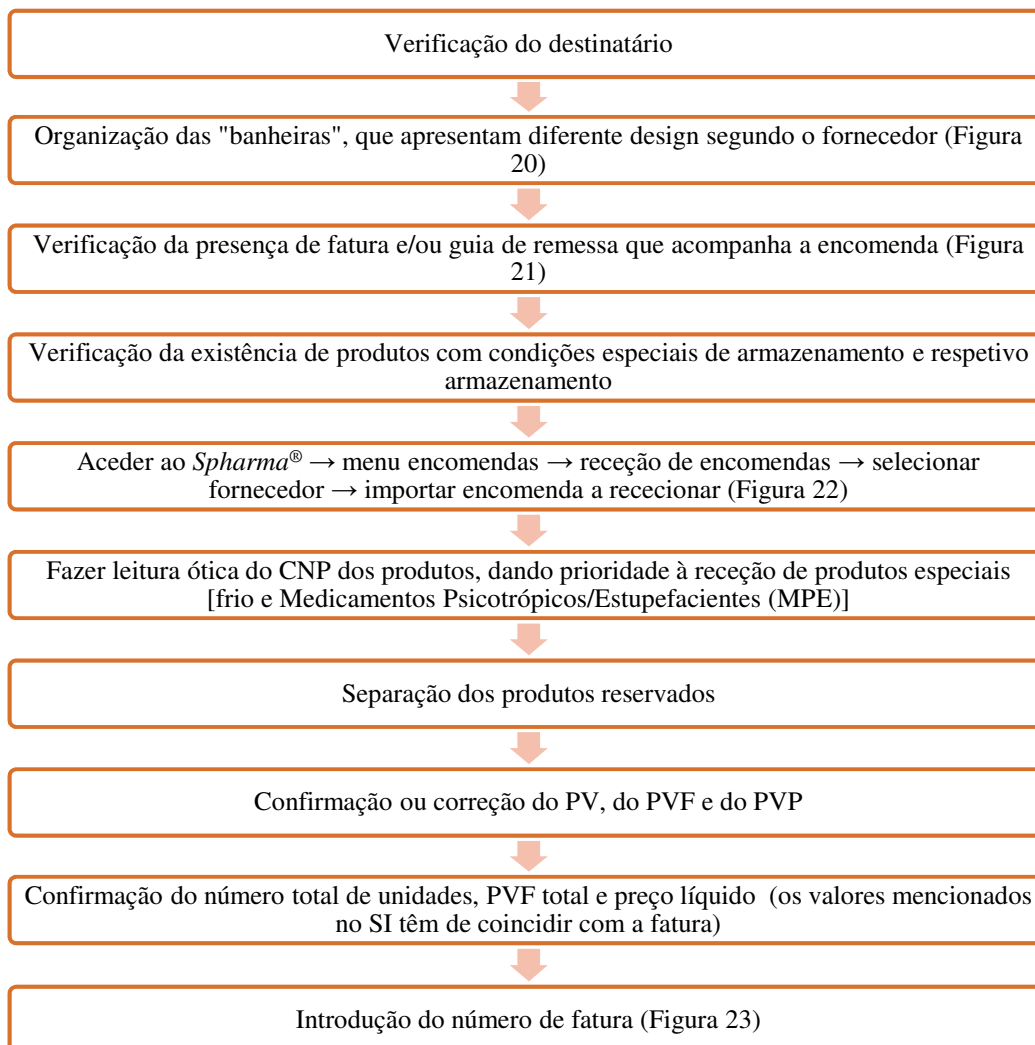 Verificação do destinatário
Organização das "banheiras", que apresentam diferente design segundo o fornecedor (Figura
20)
Verificação da presença de fatura e/ou guia de remessa que acompanha a encomenda (Figura
21)
Verificação da existência de produtos com condições especiais de armazenamento e respetivo
armazenamento
Aceder ao Spharma® → menu encomendas → receção de encomendas → selecionar
fornecedor → importar encomenda a rececionar (Figura 22)
Fazer leitura ótica do CNP dos produtos, dando prioridade à receção de produtos especiais
[frio e Medicamentos Psicotrópicos/Estupefacientes (MPE)]
Separação dos produtos reservados
Confirmação ou correção do PV, do PVF e do PVP
Confirmação do número total de unidades, PVF total e preço líquido (os valores mencionados
no SI têm de coincidir com a fatura)
Introdução do número de fatura (Figura 23)